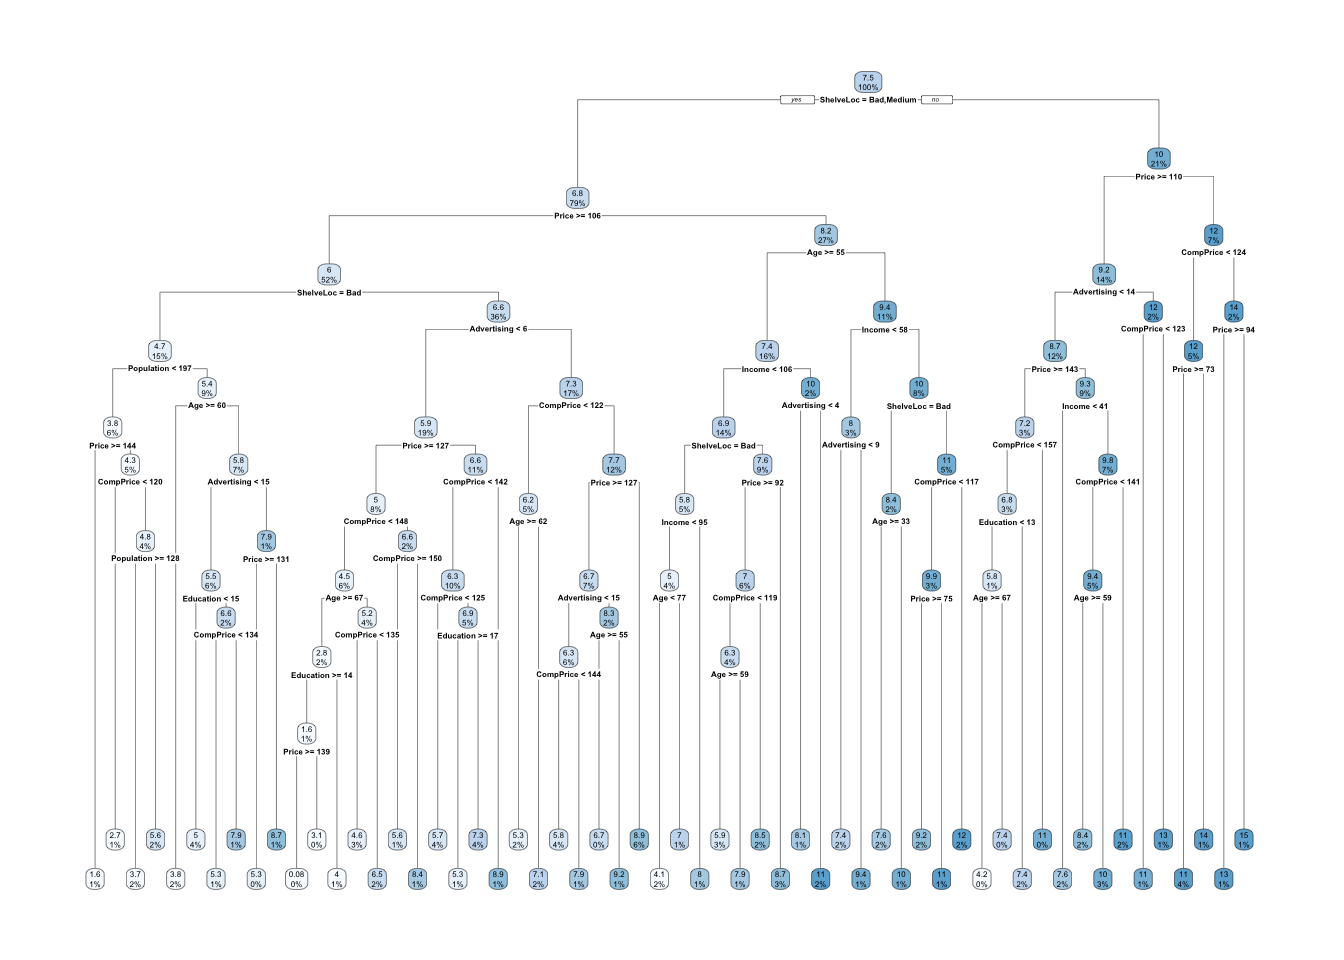 7.5
100%
yes ShelveLoc = Bad,Medium no
10
21%
Price >= 110
6.8
79%
Price >= 106
8.2
27%
Age >= 55
12
7%
CompPrice < 124
6
52%
ShelveLoc = Bad
9.2
14%
Advertising < 14
6.6
36%
Advertising < 6
9.4
11%
Income < 58
12
2%
CompPrice < 123
14
2%
Price >= 94
4.7
15%
Population < 197
7.4
16%
Income < 106
8.7
12%
Price >= 143
12
5%
Price >= 73
5.4
9%
Age >= 60
7.3
17%
CompPrice < 122
10
2%
Advertising < 4
10
8%
ShelveLoc = Bad
9.3
9%
Income < 41
3.8
6%
Price >= 144
5.9
19%
Price >= 127
6.9
14%
ShelveLoc = Bad
8
3%
Advertising < 9
7.2
3%
CompPrice < 157
4.3
5%
CompPrice < 120
5.8
7%
Advertising < 15
6.6
11%
CompPrice < 142
7.7
12%
Price >= 127
7.6
9%
Price >= 92
11
5%
CompPrice < 117
9.8
7%
CompPrice < 141
5
8%
CompPrice < 148
6.2
5%
Age >= 62
5.8
5%
Income < 95
8.4
2%
Age >= 33
6.8
3%
Education < 13
4.8
4%
Population >= 128
7.9
1%
Price >= 131
6.6
2%
CompPrice >= 150
5.5
6%
Education < 15
4.5
6%
Age >= 67
6.3
10%
CompPrice < 125
6.7
7%
Advertising < 15
5
4%
Age < 77
7
6%
CompPrice < 119
9.9
3%
Price >= 75
5.8
1%
Age >= 67
9.4
5%
Age >= 59
6.6
2%
CompPrice < 134
5.2
4%
CompPrice < 135
6.9
5%
Education >= 17
8.3
2%
Age >= 55
2.8
2%
Education >= 14
6.3
6%
CompPrice < 144
6.3
4%
Age >= 59
1.6
1%
Price >= 139
2.7 5.6 5 7.9 8.7 3.1 4.6 5.6 5.7 7.3 5.3 5.8 6.7 8.9 7 5.9 8.5 8.1 7.4 7.6 9.2 12 7.4 11 8.4 11 13 14 15
1% 2% 4% 1% 1% 0% 3% 1% 4% 4% 2% 4% 0% 6% 1% 3% 2% 1% 2% 2% 2% 2% 0% 0% 2% 2% 1% 1% 1%
1.6 3.7 3.8 5.3 5.3 0.08 4 6.5 8.4 5.3 8.9 7.1 7.9 9.2 4.1 8 7.9 8.7 11 9.4 10 11 4.2 7.4 7.6 10 11 11 13
1% 2% 2% 1% 0% 0% 1% 2% 1% 1% 1% 2% 1% 1% 2% 1% 1% 3% 2% 1% 1% 1% 0% 2% 2% 3% 1% 4% 1%